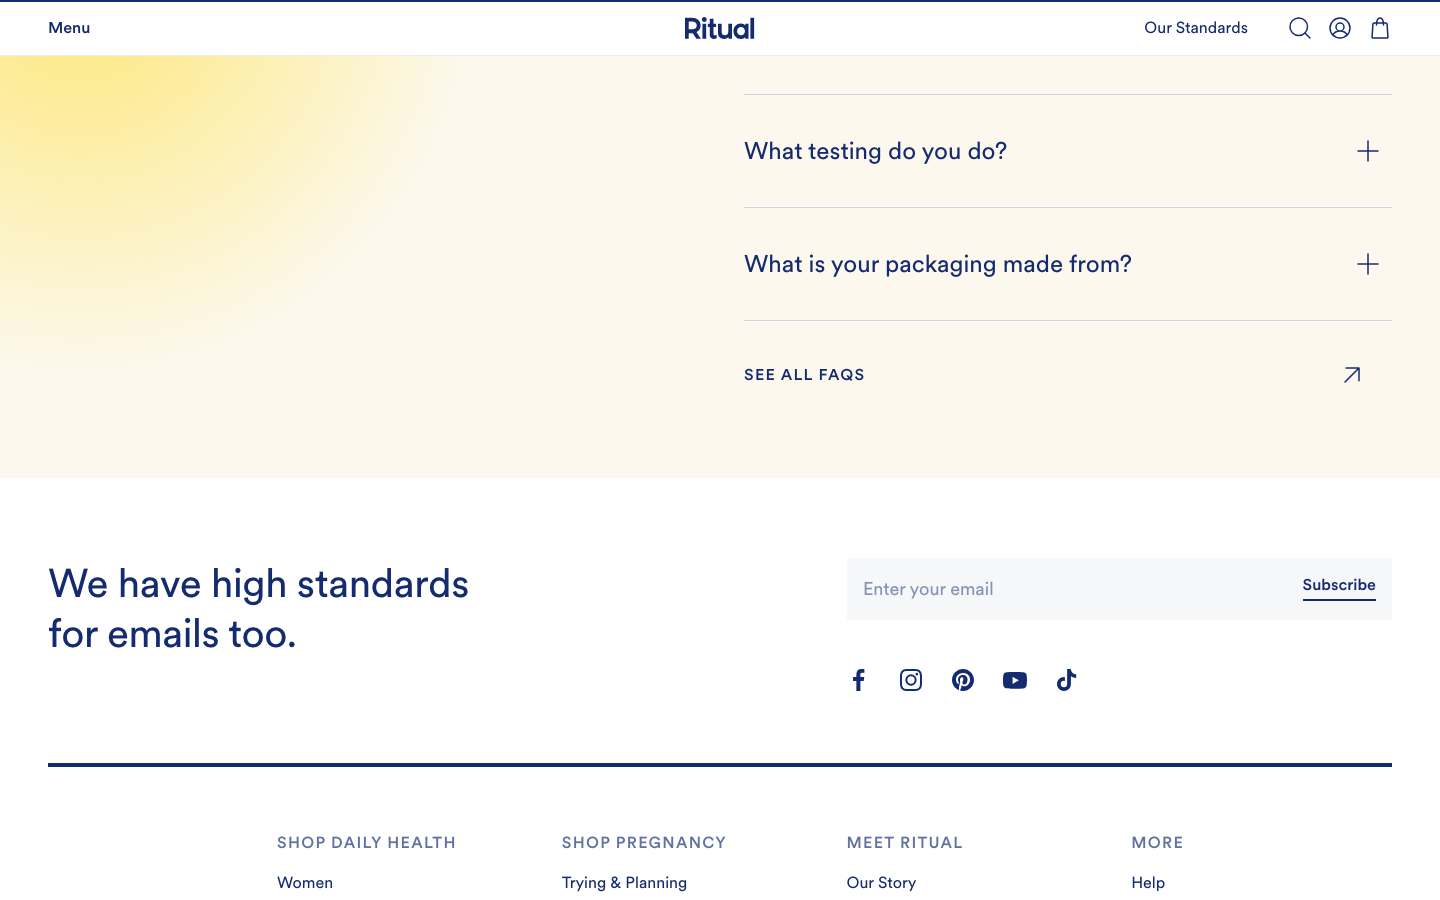 Menu
Ritual
Our Standards
What testing do you do?
What is your packaging made from?
SEE ALL FAQS
We have high standards
for emails too.
Enter your email
Subscribe
SHOP DAILY HEALTH
SHOP PREGNANCY
MEET RITUAL
MORE
Women
Trying & Planning
Our Story
Help